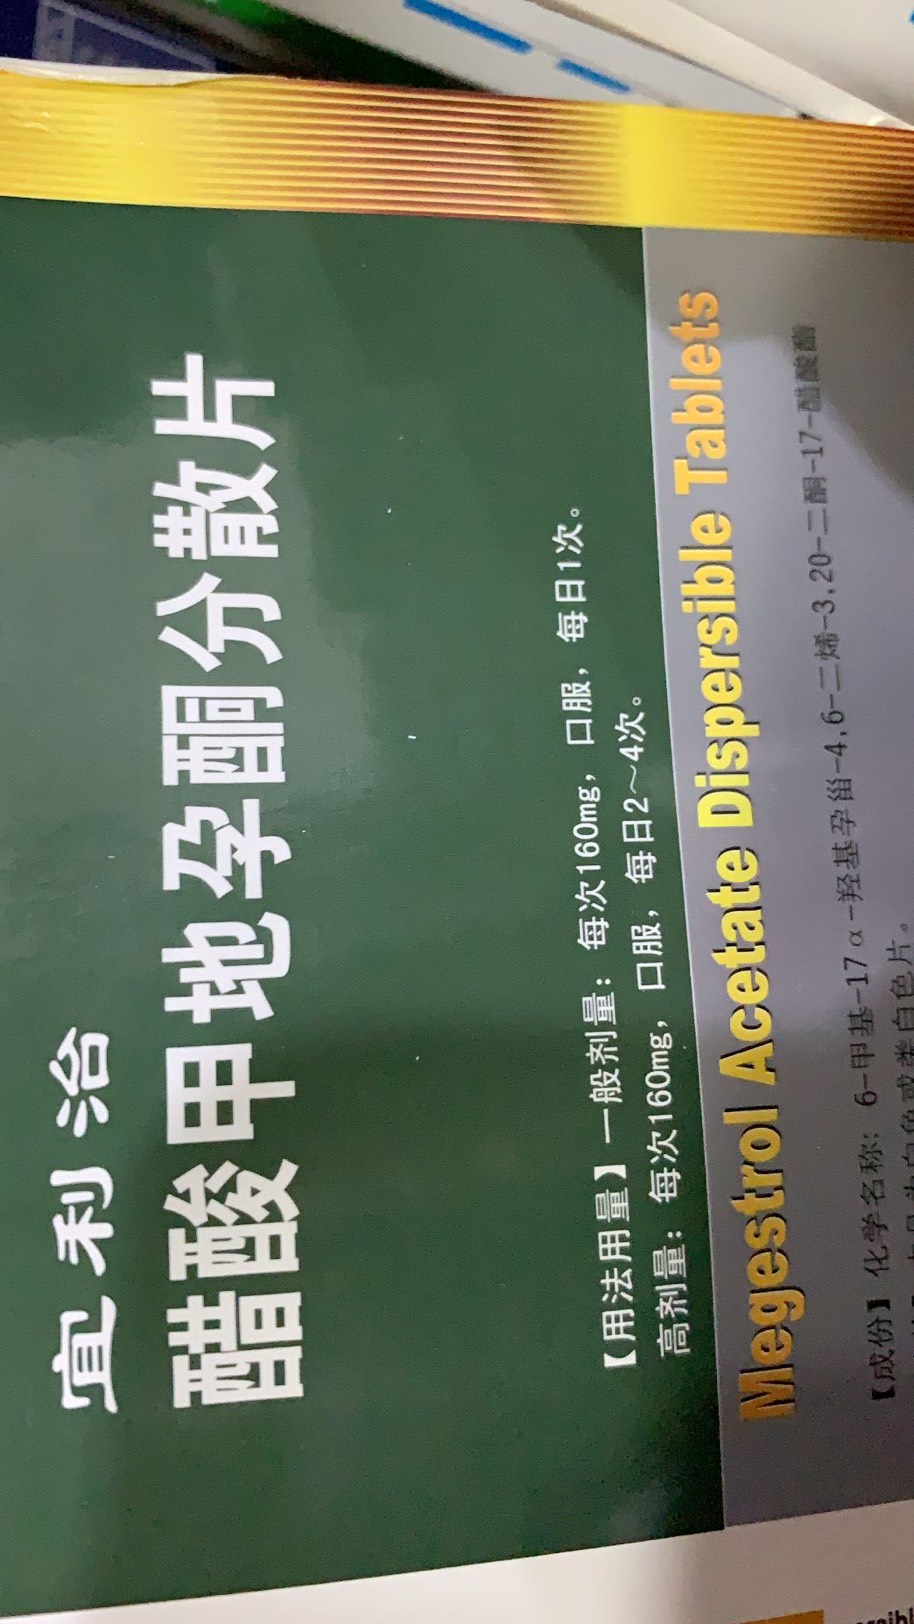 宜利治
醋酸甲地孕酮分散片
【用法用量】一般剂量：每次160mg，口服，每日1次。
高剂量：每次160mg，口服，每日2～4次。
Megestrol Acetate Dispersible Tablets
【成份】化学名称：6-甲基-17α-羟基孕甾-4,6-二烯-3,20-二酮-17-醋酸酯